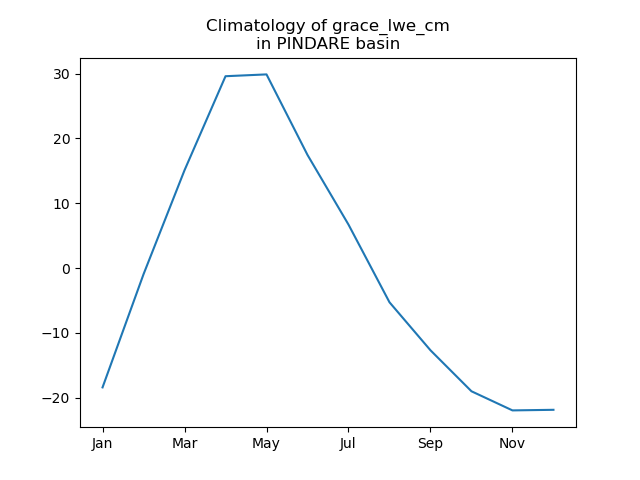 Climatology of grace_lwe_cm
in PINDARE basin
30
20
10
0
−10
−20
Jan
Mar
May
Jul
Sep
Nov